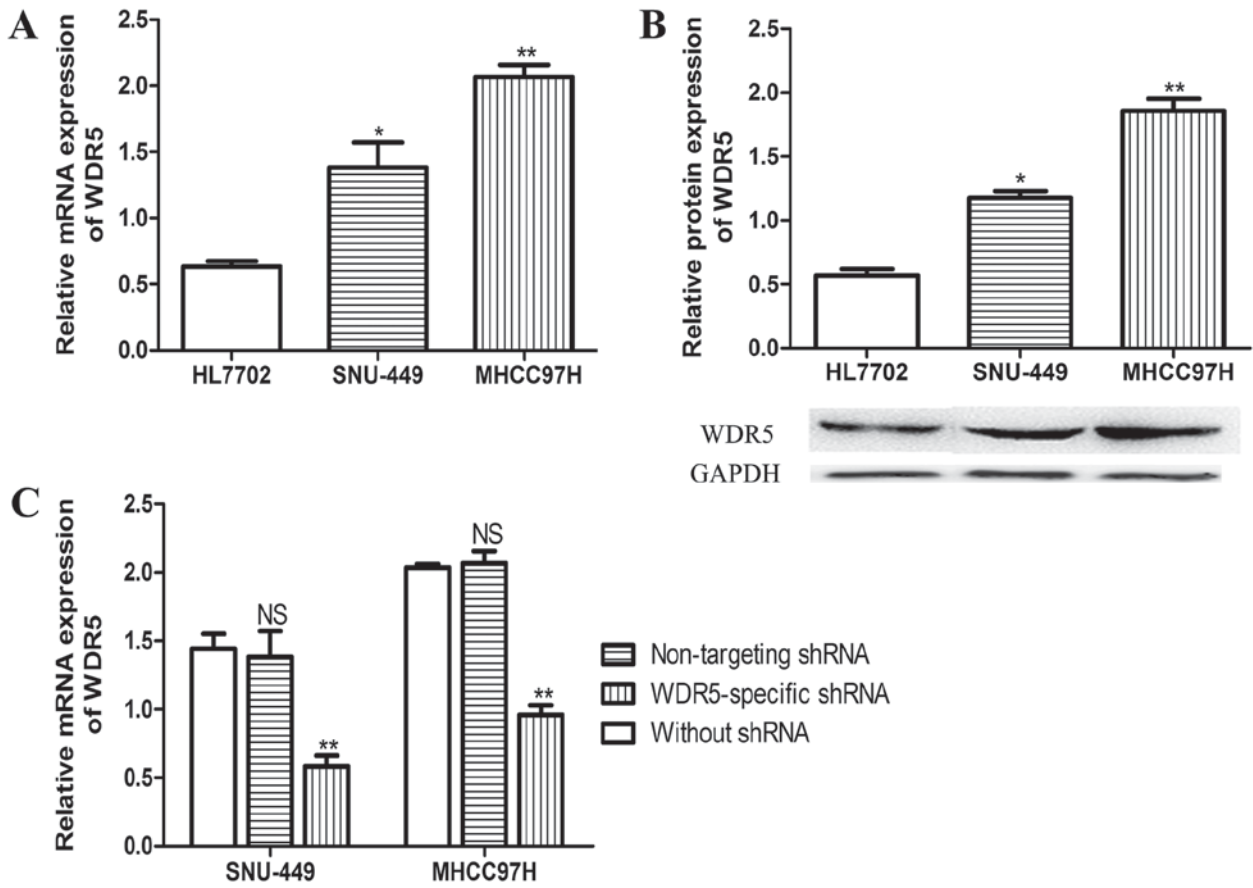 A
Relative mRNA expression
of WDR5
2.5
2.0
1.5
1.0
0.5
0.0
*
**
HL7702
SNU-449
MHCC97H
B
Relative protein expression
of WDR5
2.5
2.0
1.5
1.0
0.5
0.0
*
**
HL7702
SNU-449
MHCC97H
WDR5
GAPDH
C
Relative mRNA expression
of WDR5
2.5
2.0
1.5
1.0
0.5
0.0
NS
**
NS
**
SNU-449
MHCC97H
Non-targeting shRNA
WDR5-specific shRNA
Without shRNA